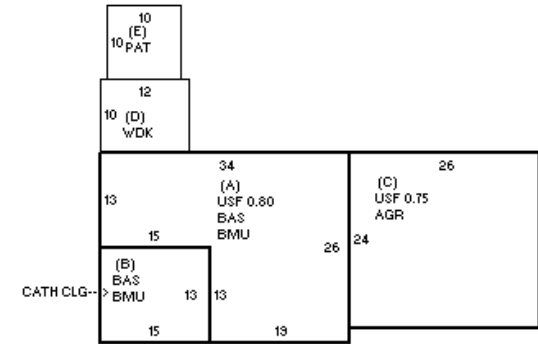 10
(E)
10 PAT
12
10 (D)
WDK
34
26
(A)
USF 0.80
BAS
BMU
(C)
USF 0.75
AGR
13
15
26
24
(B)
BAS
BMU
CATH CLG-->
13
13
15
19